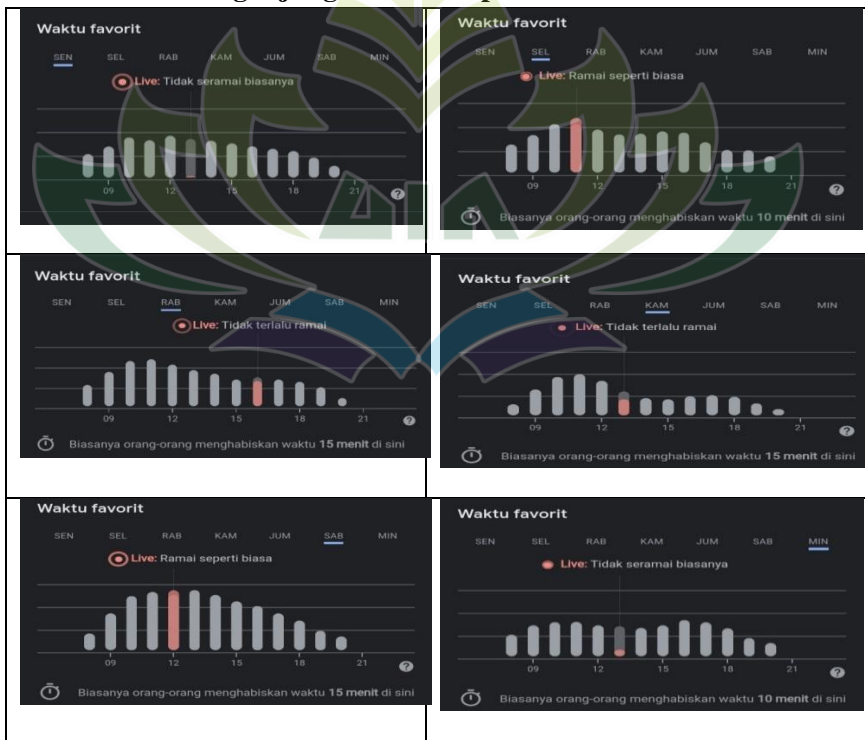 Waktu favorit
SEN SEL RAB KAM JUM SAB MIN
Live: Tidak seramai biasanya
09 12 15 18 21
Waktu favorit
SEN SEL RAB KAM JUM SAB MIN
Live: Ramai seperti biasa
09 12 15 18 21
Biasanya orang-orang menghabiskan waktu 10 menit di sini
Waktu favorit
SEN SEL RAB KAM JUM SAB MIN
Live: Tidak terlalu ramai
09 12 15 18 21
Biasanya orang-orang menghabiskan waktu 15 menit di sini
Waktu favorit
SEN SEL RAB KAM JUM SAB MIN
Live: Tidak terlalu ramai
09 12 15 18 21
Biasanya orang-orang menghabiskan waktu 15 menit di sini
Waktu favorit
SEN SEL RAB KAM JUM SAB MIN
Live: Ramai seperti biasa
09 12 15 18 21
Biasanya orang-orang menghabiskan waktu 15 menit di sini
Waktu favorit
SEN SEL RAB KAM JUM SAB MIN
Live: Tidak seramai biasanya
09 12 15 18 21
Biasanya orang-orang menghabiskan waktu 10 menit di sini